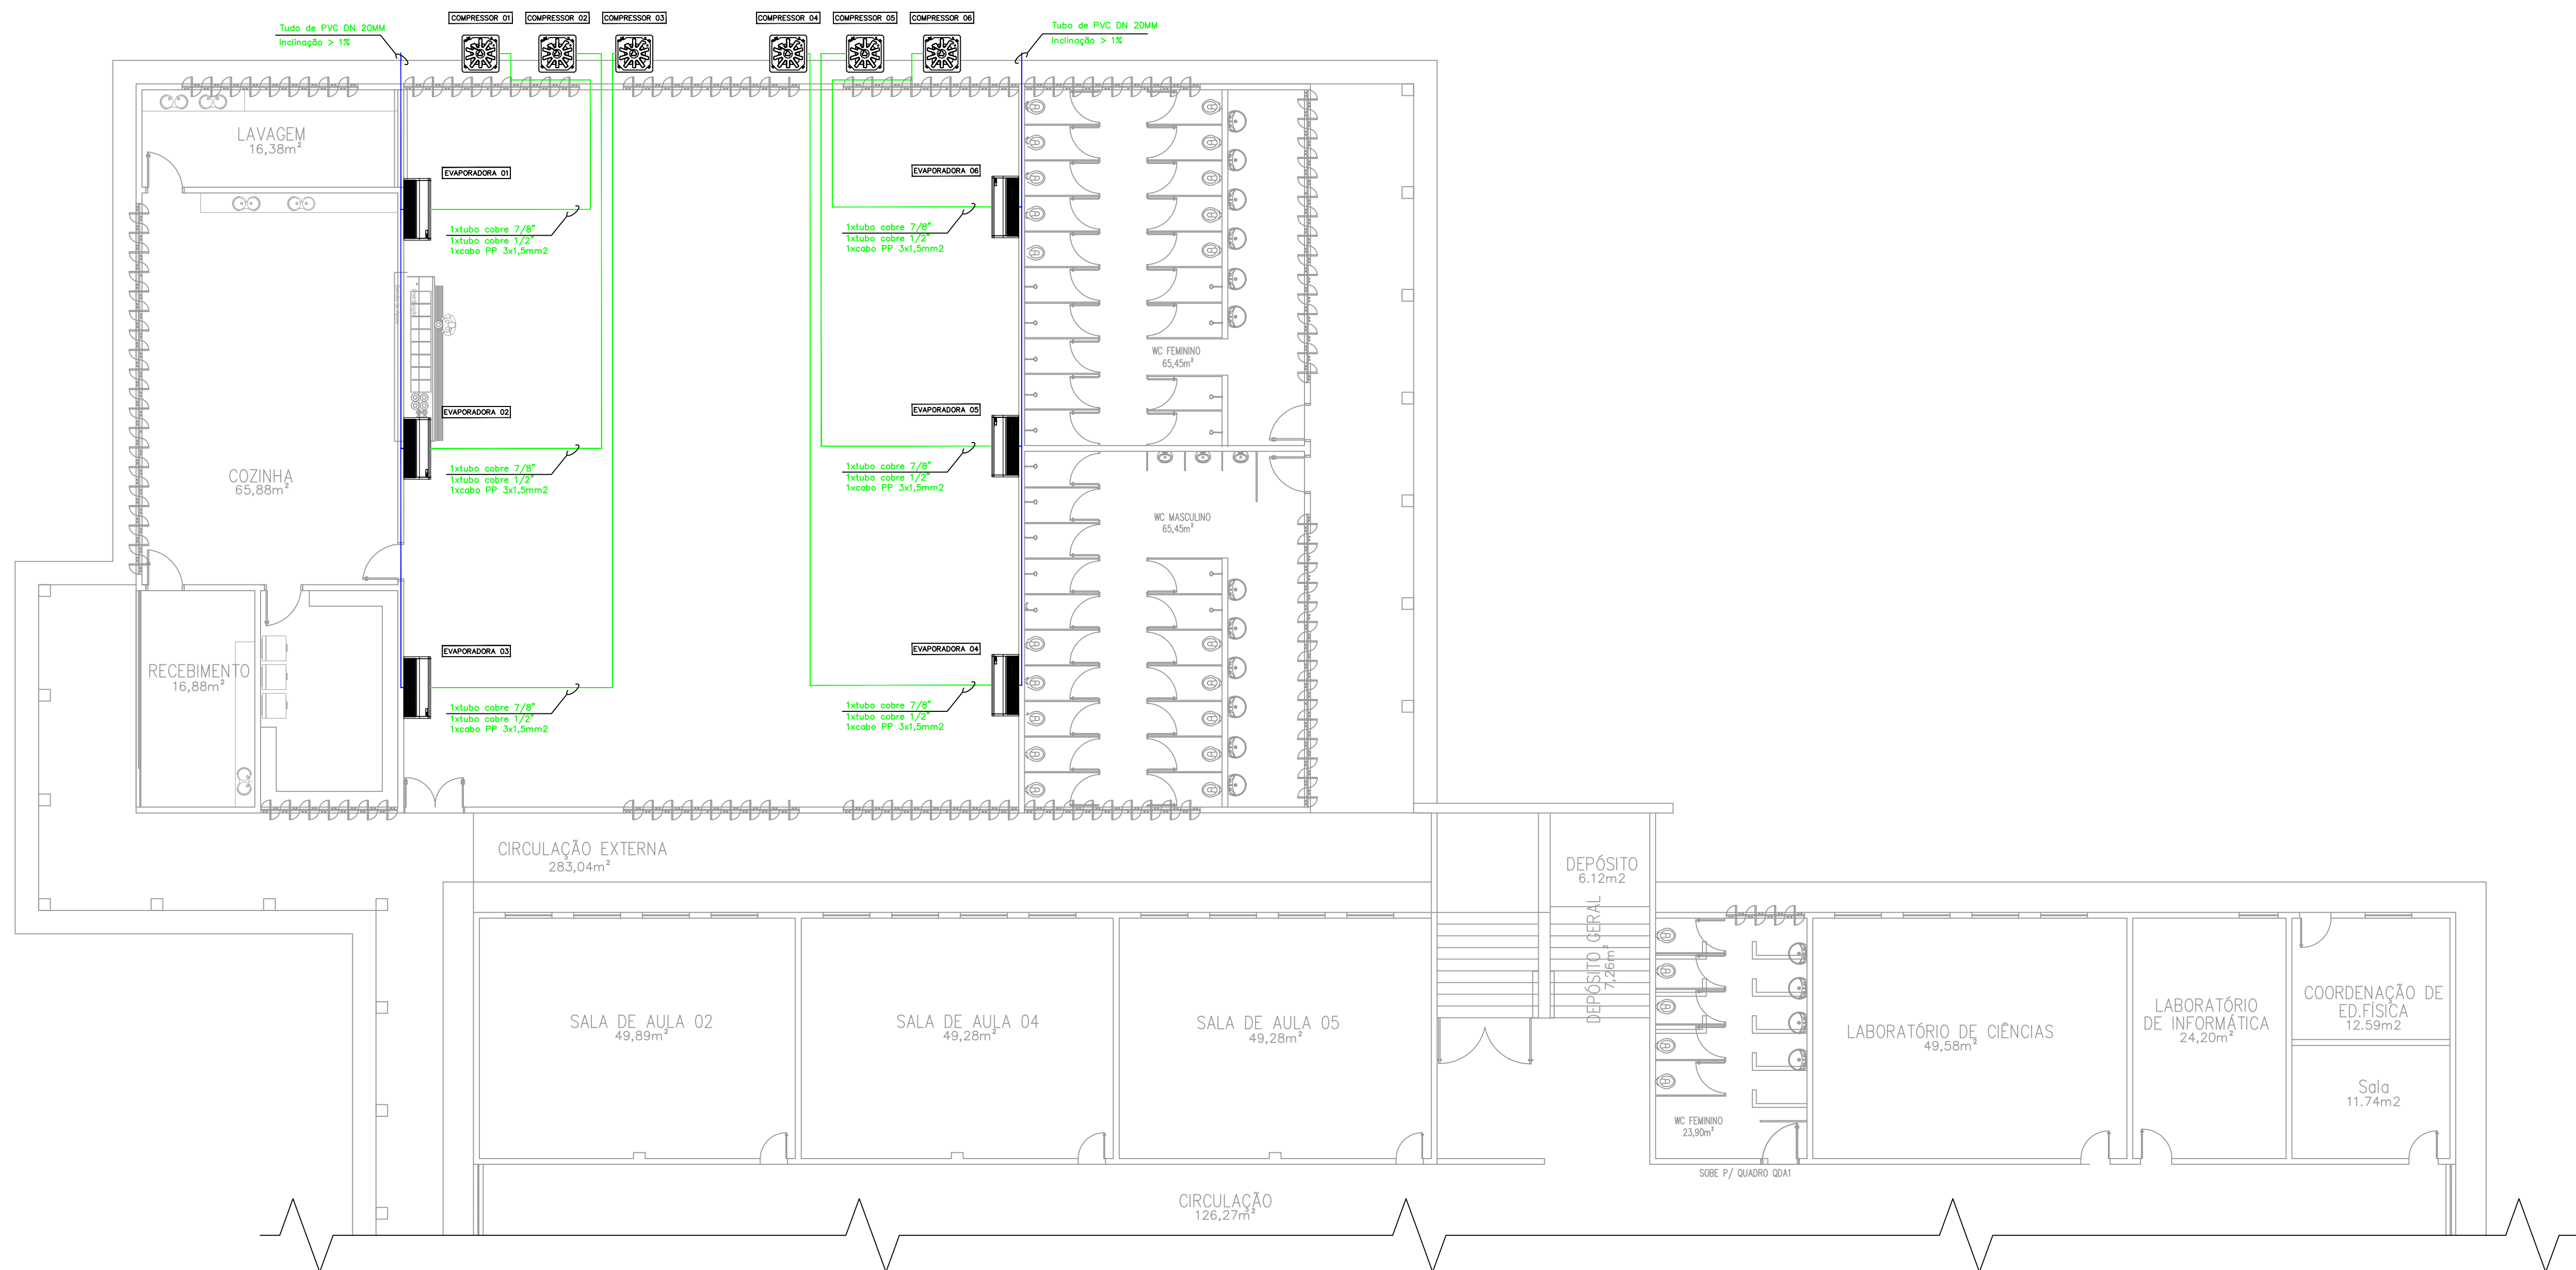 COMPRESSOR 01
COMPRESSOR 02
COMPRESSOR 03
COMPRESSOR 04
COMPRESSOR 05
COMPRESSOR 06
Tudo de PVC DN 20MM
Inclinação > 1%
Tubo de PVC DN 20MM
Inclinação > 1%
LAVAGEM
16,38m²
EVAPORADORA 01
1xtubo cobre 7/8"
1xtubo cobre 1/2"
1xcabo PP 3x1,5mm2
EVAPORADORA 06
1xtubo cobre 7/8"
1xtubo cobre 1/2"
1xcabo PP 3x1,5mm2
WC FEMININO
65,45m²
EVAPORADORA 02
1xtubo cobre 7/8"
1xtubo cobre 1/2"
1xcabo PP 3x1,5mm2
EVAPORADORA 05
1xtubo cobre 7/8"
1xtubo cobre 1/2"
1xcabo PP 3x1,5mm2
COZINHA
65,88m²
WC MASCULINO
65,45m²
RECEBIMENTO
16,88m²
EVAPORADORA 03
1xtubo cobre 7/8"
1xtubo cobre 1/2"
1xcabo PP 3x1,5mm2
EVAPORADORA 04
1xtubo cobre 7/8"
1xtubo cobre 1/2"
1xcabo PP 3x1,5mm2
CIRCULAÇÃO EXTERNA
283,04m²
DEPÓSITO
6.12m2
DEPÓSITO GERAL
7,26m²
SALA DE AULA 02
49,89m²
SALA DE AULA 04
49,28m²
SALA DE AULA 05
49,28m²
WC FEMININO
23,90m²
LABORATÓRIO DE CIÊNCIAS
49,58m²
LABORATÓRIO
DE INFORMÁTICA
24,20m²
COORDENAÇÃO DE
ED.FÍSICA
12.59m2
Sala
11.74m2
SOBE P/ QUADRO QDA1
CIRCULAÇÃO
126,27m²